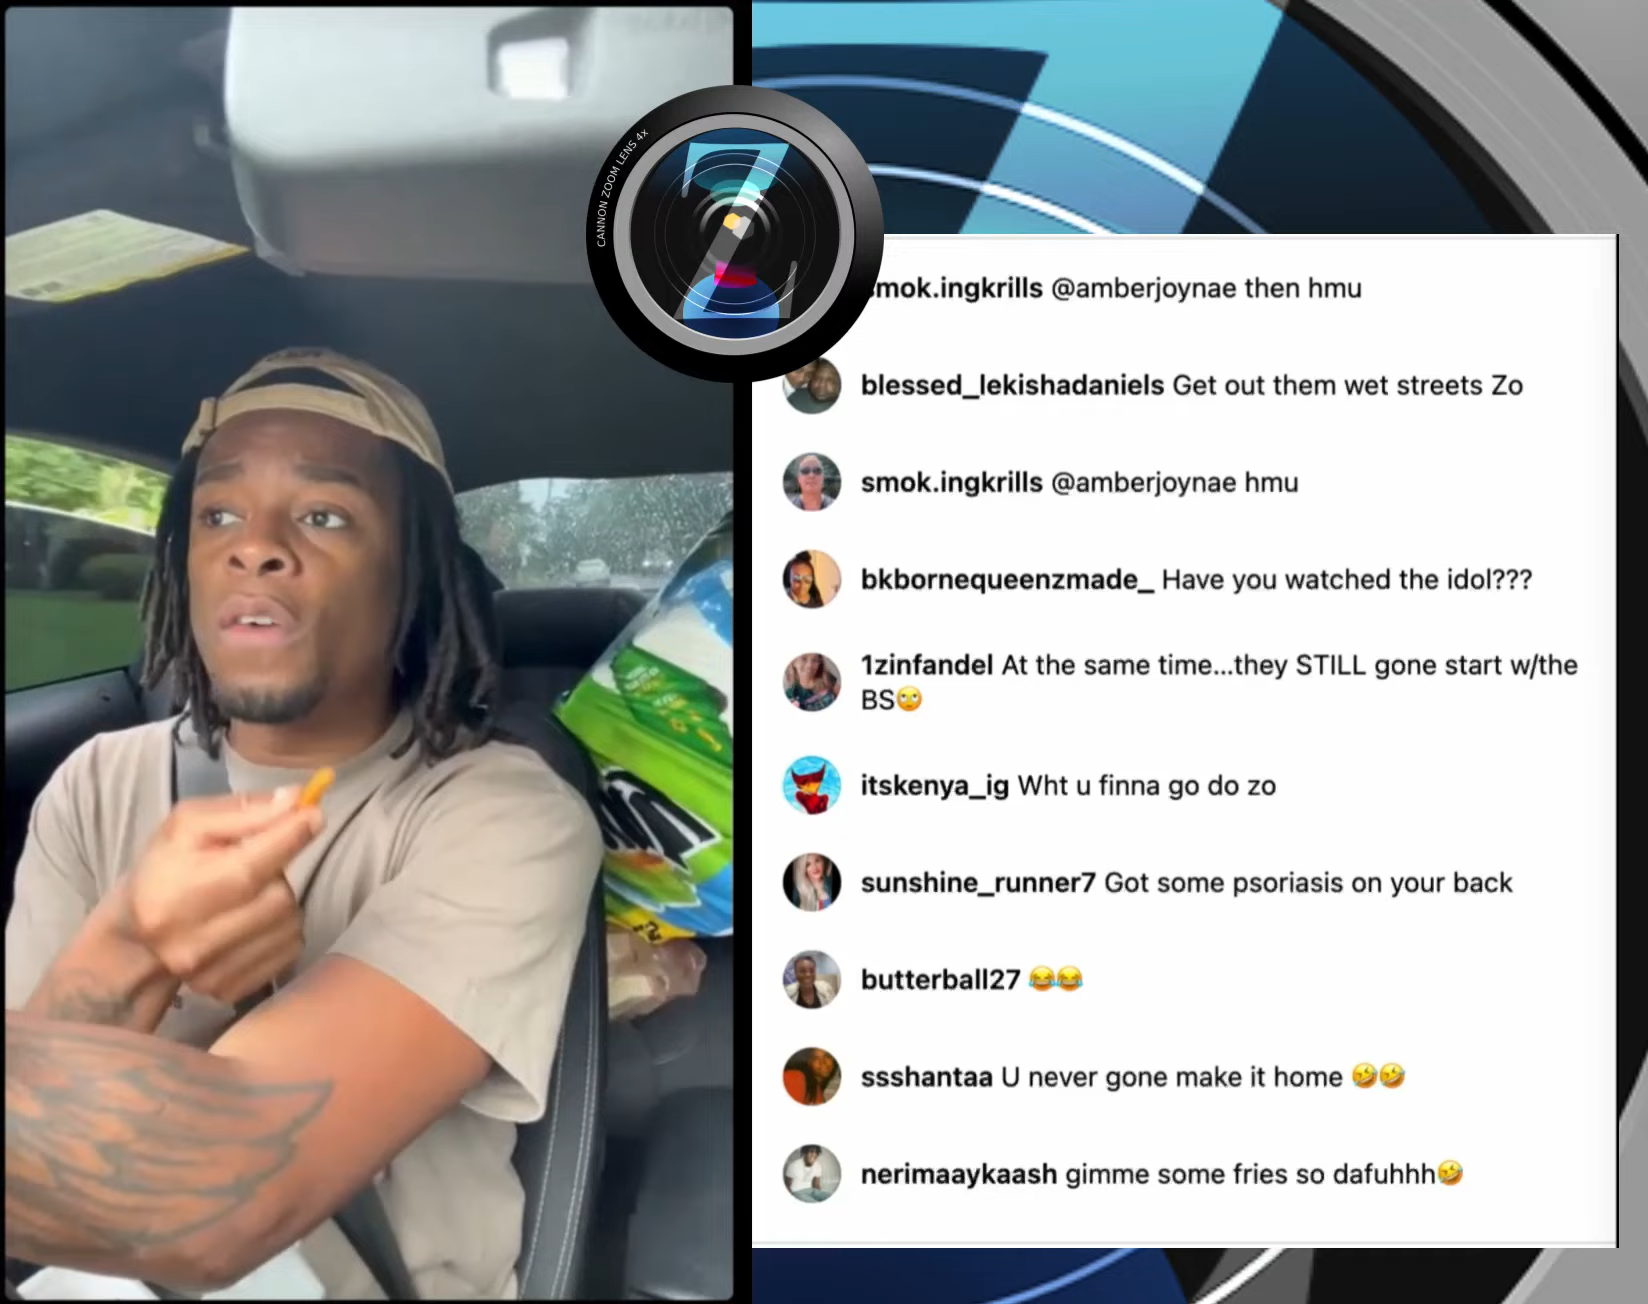 CANNON ZOOM LENS 4x
smok.ingkrills @amberjoynae then hmu
blessed_lekishadaniels Get out them wet streets Zo
smok.ingkrills @amberjoynae hmu
bkbornequeenzmade_ Have you watched the idol???
1zinfandel At the same time...they STILL gone start w/the
BS🙄
itskenya_ig Wht u finna go do zo
sunshine_runner7 Got some psoriasis on your back
butterball27 😂😂
ssshantaa U never gone make it home 🤣🤣
nerimaaykaash gimme some fries so dafuhhh🤣